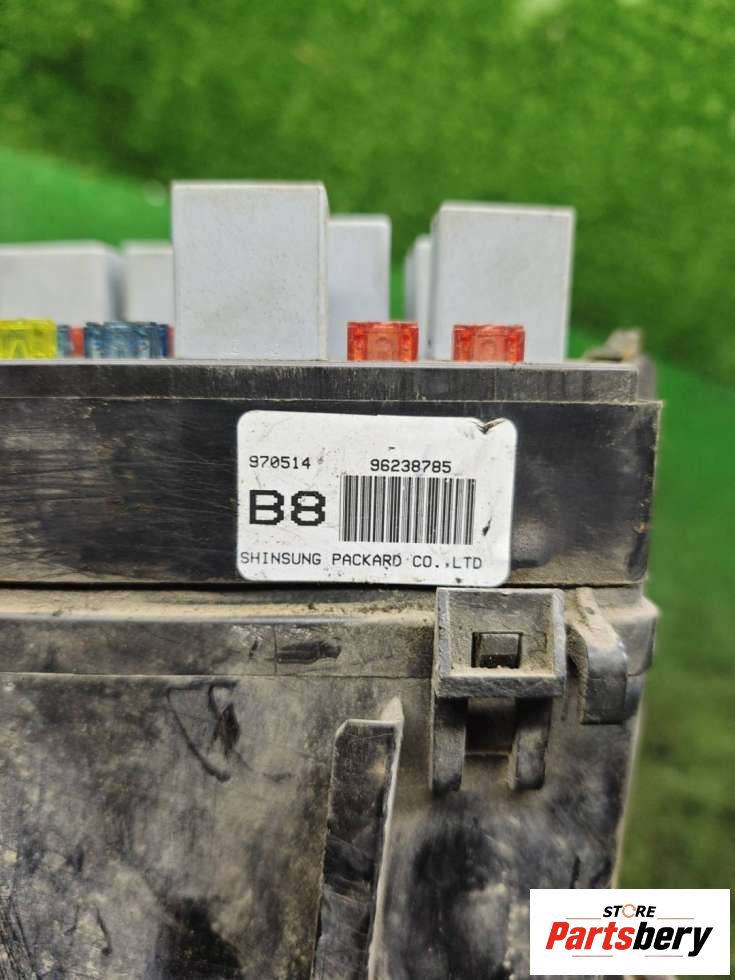 970514 96238785
B8
SHINSUNG PACKARD CO.,LTD
STORE
Partsbery